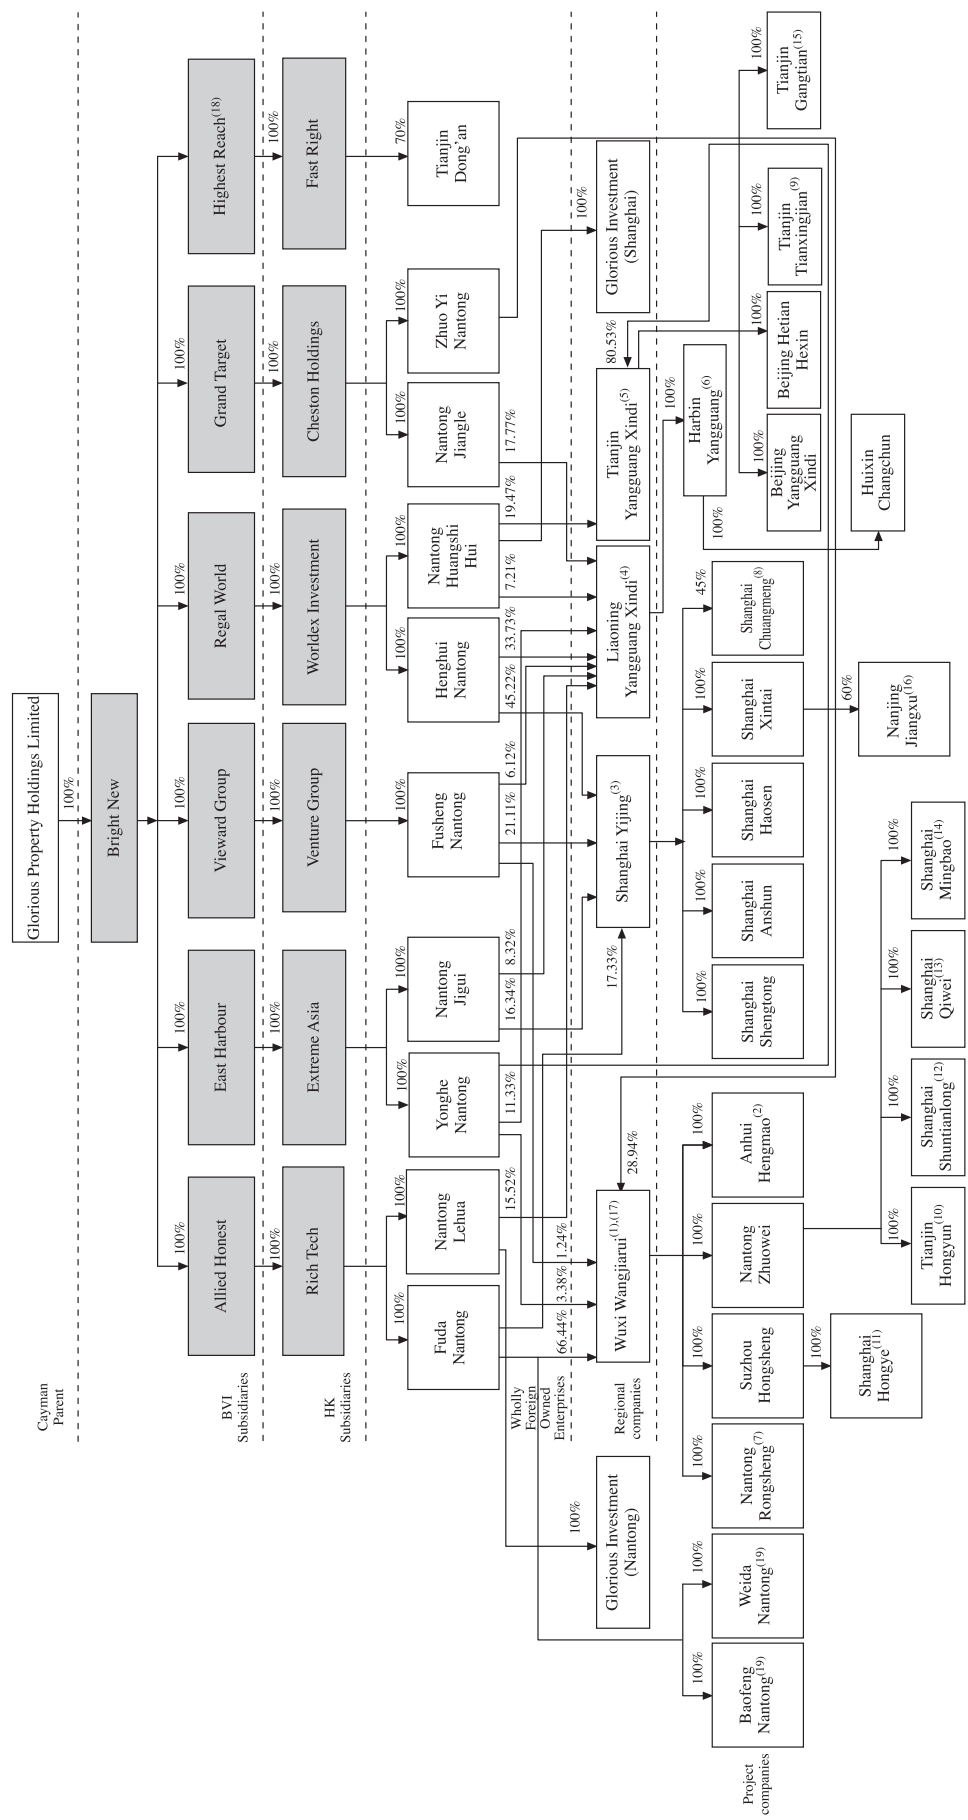 Cayman
Parent
Glorious Property Holdings Limited
100%
Bright New
BVI
Subsidiaries
100%
100%
100%
100%
100%
100%
Allied Honest
East Harbour
Vieward Group
Regal World
Grand Target
Highest Reach(18)
HK
Subsidiaries
100%
100%
100%
100%
100%
100%
Rich Tech
Extreme Asia
Venture Group
Worldex Investment
Cheston Holdings
Fast Right
Wholly
Foreign
Owned
Enterprises
100%
100%
100%
100%
100%
100%
100%
100%
100%
70%
Fuda
Nantong
Nantong
Lehua
Yonghe
Nantong
Nantong
Jigui
Fusheng
Nantong
Henghui
Nantong
Nantong
Huangshi
Hui
Nantong
Jiangle
Zhuo Yi
Nantong
Tianjin
Dong'an
15.52%
11.33%
16.34%
8.32%
21.11%
6.12%
45.22%
33.73%
7.21%
19.47%
17.77%
Regional
companies
100%
66.44%
3.38%
1.24%
28.94%
17.33%
80.53%
100%
Glorious Investment
(Nantong)
Wuxi Wangjiarui(1),(17)
Shanghai Yijing(3)
Liaoning
Yangguang Xindi(4)
Tianjin
Yangguang Xindi(5)
Glorious Investment
(Shanghai)
100%
Harbin
Yangguang(6)
100%
Project
companies
100%
100%
100%
100%
100%
100%
100%
100%
100%
100%
45%
Baofeng
Nantong(19)
Weida
Nantong(19)
Nantong
Rongsheng(7)
Suzhou
Hongsheng
Nantong
Zhuowei
Anhui
Hengmao(2)
Shanghai
Shengtong
Shanghai
Anshun
Shanghai
Haosen
Shanghai
Xintai
Shanghai
Chuangmeng(8)
100%
100%
100%
100%
Beijing
Yangguang
Xindi
Beijing Hetian
Hexin
Tianjin
Tianxingjian(9)
Tianjin
Gangtian(15)
100%
Shanghai
Hongye(11)
60%
Nanjing
Jiangxu(16)
Huixin
Changchun
100%
100%
100%
100%
Tianjin
Hongyun(10)
Shanghai
Shuntianlong(12)
Shanghai
Qiwei(13)
Shanghai
Mingbao(14)